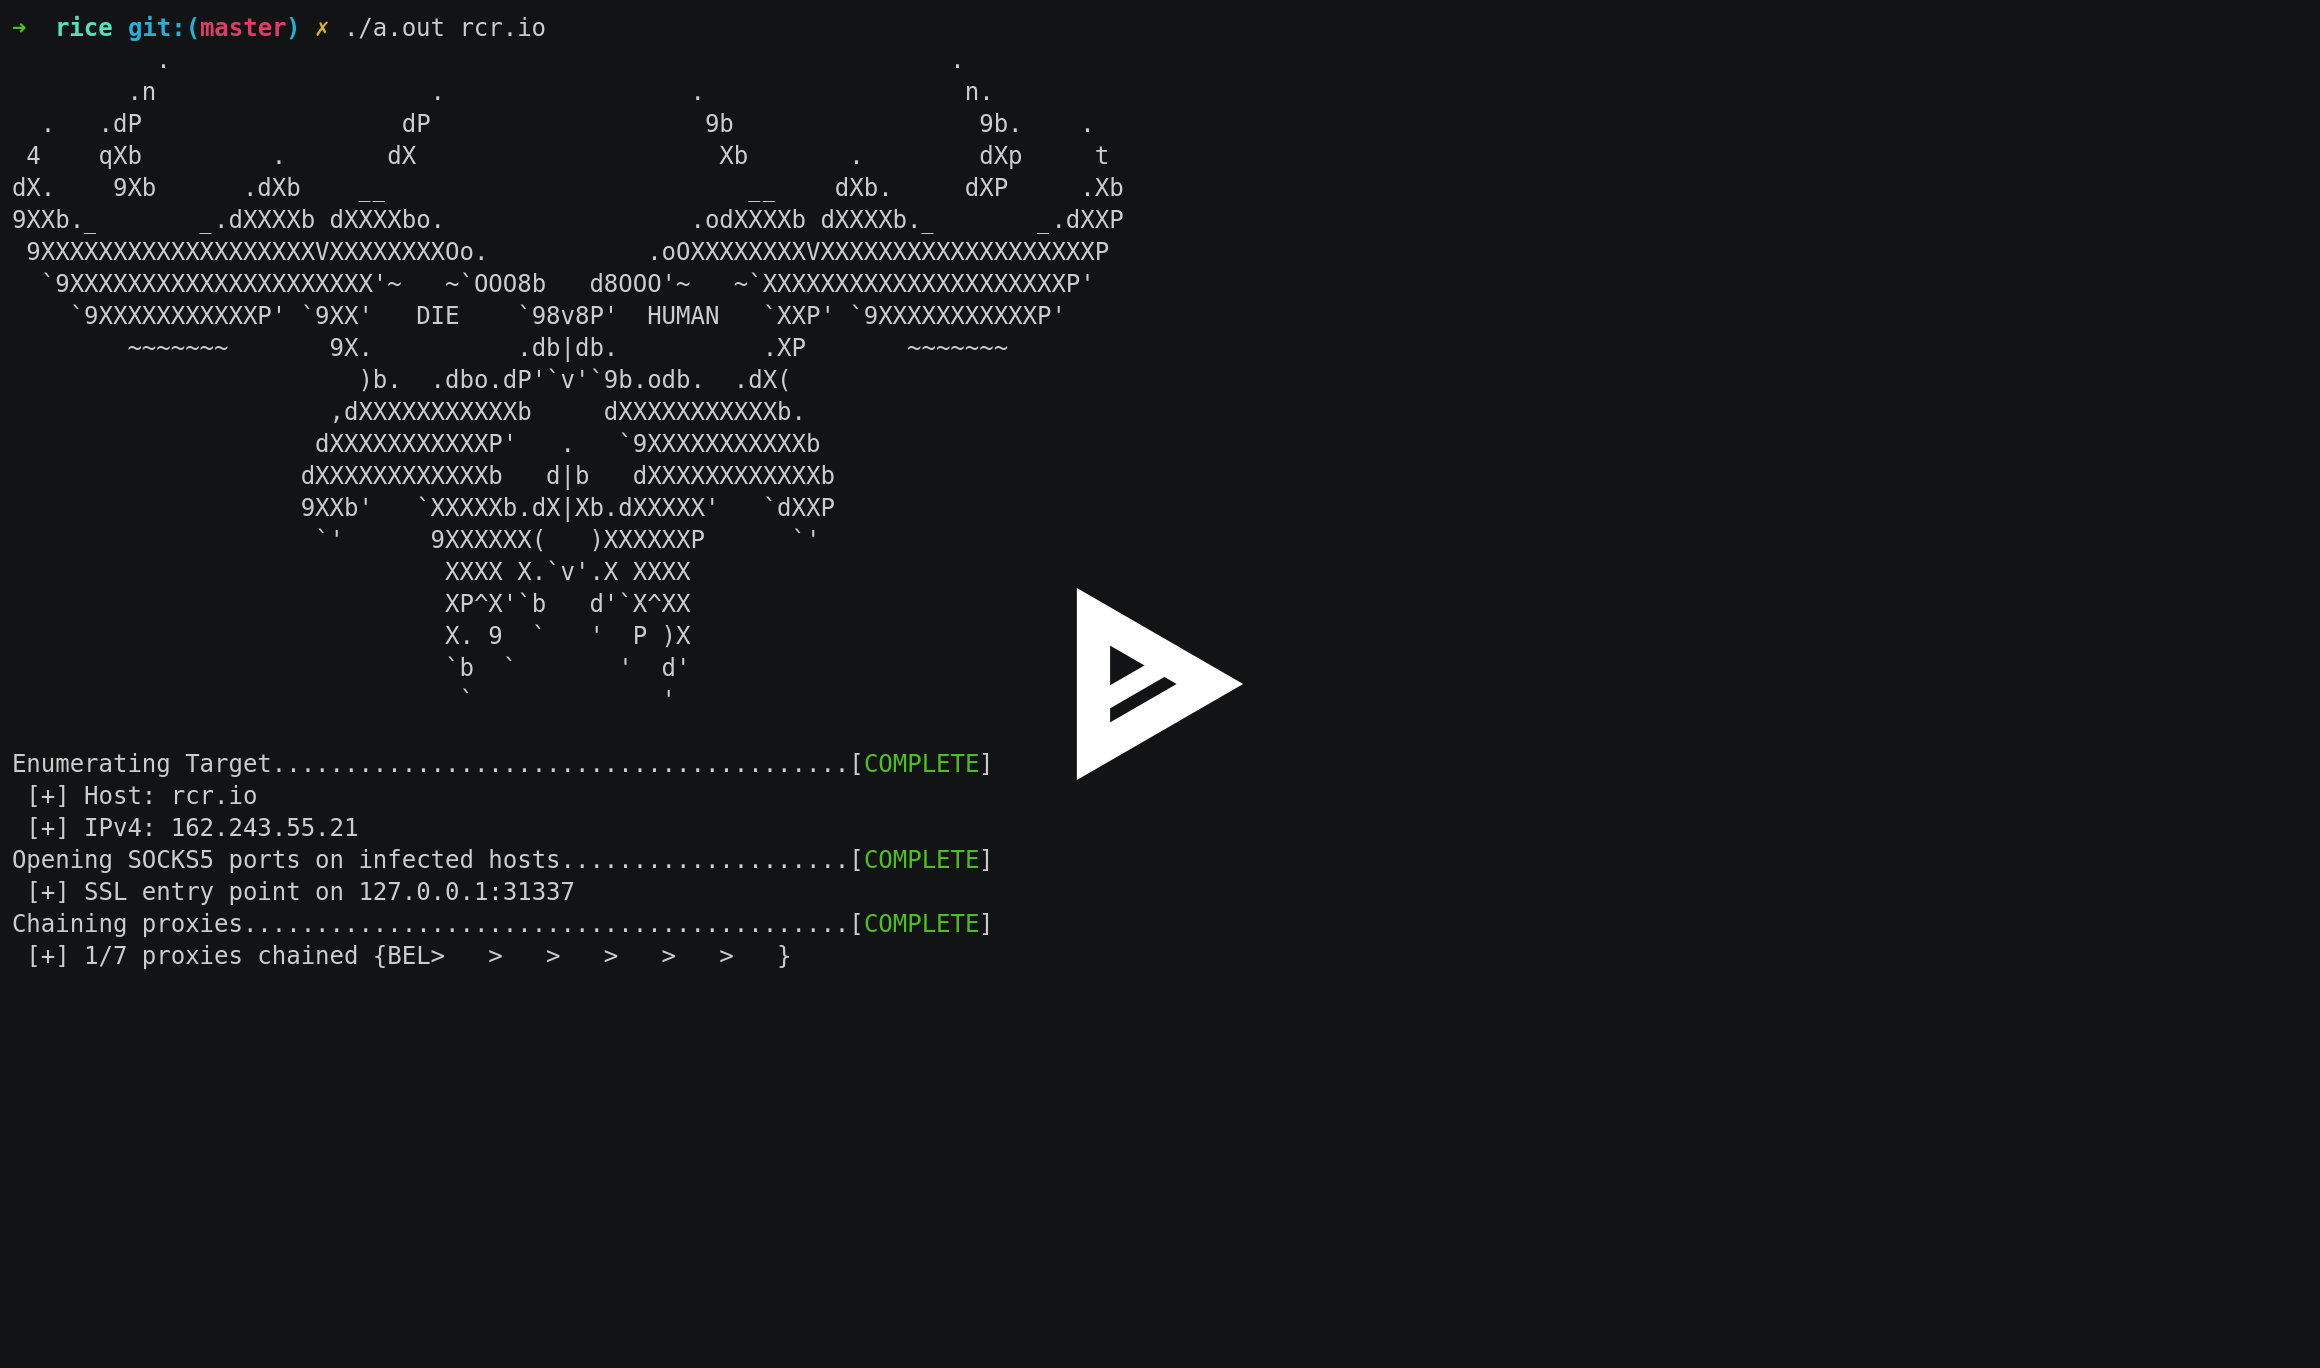 ➜  rice git:(master) ✗ ./a.out rcr.io
          .                                                      .
        .n                   .                 .                  n.
  .   .dP                  dP                   9b                 9b.    .
 4    qXb         .       dX                     Xb       .        dXp     t
dX.    9Xb      .dXb    __                         __    dXb.     dXP     .Xb
9XXb._       _.dXXXXb dXXXXbo.                 .odXXXXb dXXXXb._       _.dXXP
 9XXXXXXXXXXXXXXXXXXXVXXXXXXXXOo.           .oOXXXXXXXXVXXXXXXXXXXXXXXXXXXXP
  `9XXXXXXXXXXXXXXXXXXXXX'~   ~`OOO8b   d8OOO'~   ~`XXXXXXXXXXXXXXXXXXXXXP'
    `9XXXXXXXXXXXP' `9XX'   DIE    `98v8P'  HUMAN   `XXP' `9XXXXXXXXXXXP'
        ~~~~~~~       9X.          .db|db.          .XP       ~~~~~~~
                        )b.  .dbo.dP'`v'`9b.odb.  .dX(
                      ,dXXXXXXXXXXXb     dXXXXXXXXXXXb.
                     dXXXXXXXXXXXP'   .   `9XXXXXXXXXXXb
                    dXXXXXXXXXXXXb   d|b   dXXXXXXXXXXXXb
                    9XXb'   `XXXXXb.dX|Xb.dXXXXX'   `dXXP
                     `'      9XXXXXX(   )XXXXXXP      `'
                              XXXX X.`v'.X XXXX
                              XP^X'`b   d'`X^XX
                              X. 9  `   '  P )X
                              `b  `       '  d'
                               `             '
Enumerating Target........................................[COMPLETE]
 [+] Host: rcr.io
 [+] IPv4: 162.243.55.21
Opening SOCKS5 ports on infected hosts....................[COMPLETE]
 [+] SSL entry point on 127.0.0.1:31337
Chaining proxies..........................................[COMPLETE]
 [+] 1/7 proxies chained {BEL>   >   >   >   >   >   }